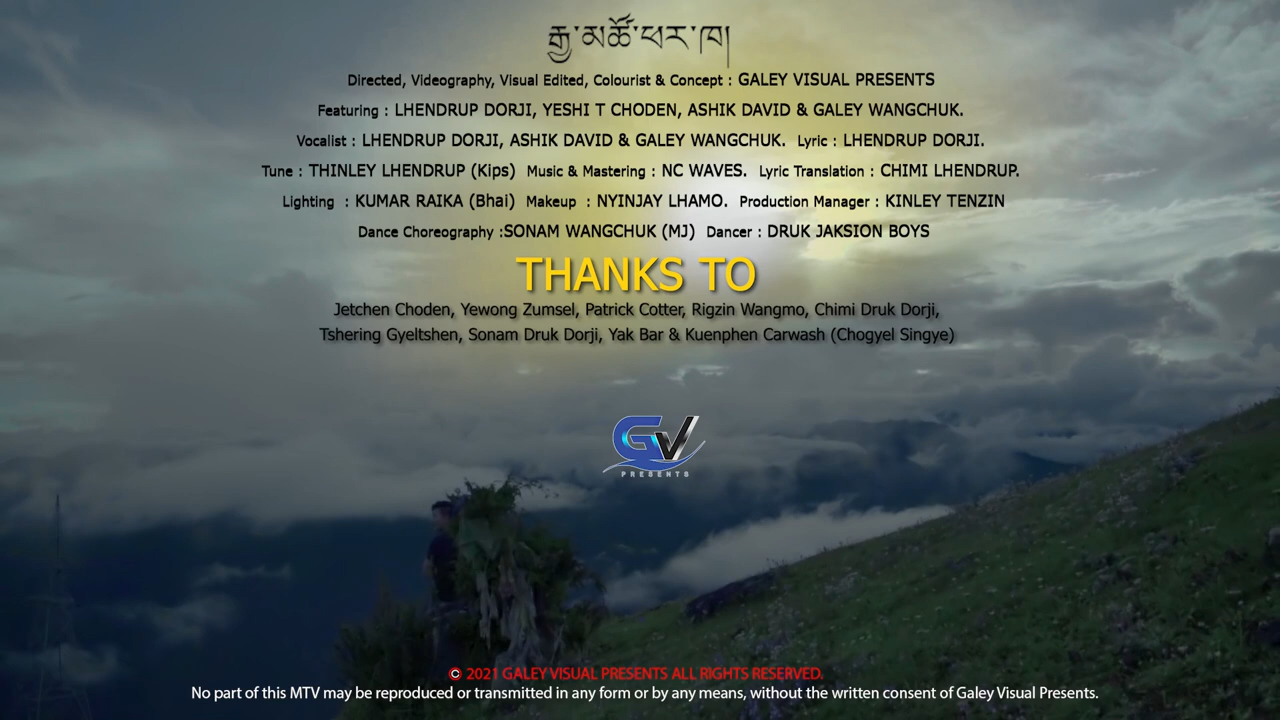 རྒྱ་མཚོ་ཕར་ཁ།
Directed, Videography, Visual Edited, Colourist & Concept : GALEY VISUAL PRESENTS
Featuring : LHENDRUP DORJI, YESHI T CHODEN, ASHIK DAVID & GALEY WANGCHUK.
Vocalist : LHENDRUP DORJI, ASHIK DAVID & GALEY WANGCHUK. Lyric : LHENDRUP DORJI.
Tune : THINLEY LHENDRUP (Kips) Music & Mastering : NC WAVES. Lyric Translation : CHIMI LHENDRUP.
Lighting : KUMAR RAIKA (Bhai) Makeup : NYINJAY LHAMO. Production Manager : KINLEY TENZIN
Dance Choreography :SONAM WANGCHUK (MJ) Dancer : DRUK JAKSION BOYS
THANKS TO
Jetchen Choden, Yewong Zumsel, Patrick Cotter, Rigzin Wangmo, Chimi Druk Dorji,
Tshering Gyeltshen, Sonam Druk Dorji, Yak Bar & Kuenphen Carwash (Chogyel Singye)
GV
PRESENTS
© 2021 GALEY VISUAL PRESENTS ALL RIGHTS RESERVED.
No part of this MTV may be reproduced or transmitted in any form or by any means, without the written consent of Galey Visual Presents.